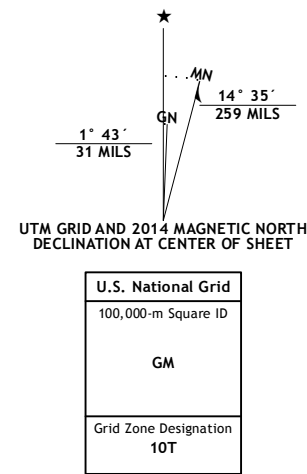 ★
MN
GN
14° 35´
259 MILS
1° 43´
31 MILS
UTM GRID AND 2014 MAGNETIC NORTH
DECLINATION AT CENTER OF SHEET
U.S. National Grid
100,000-m Square ID
GM
Grid Zone Designation
10T